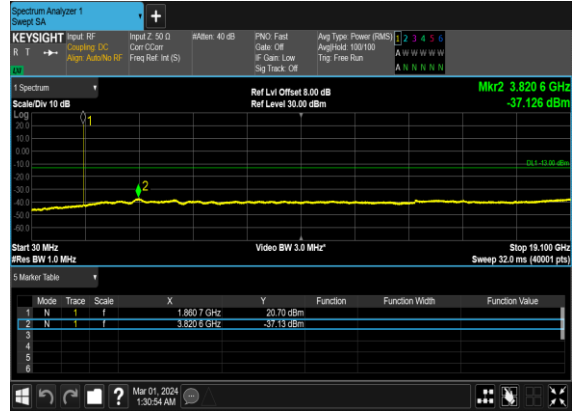 Spectrum Analyzer 1
Swept SA
+
KEYSIGHT Input: RF Input Z: 50 Ω #Atten: 40 dB PNO: Fast Avg Type: Power (RMS) 1 2 3 4 5 6
R T Coupling: DC Corr CCorr Gate: Off Avg|Hold: 100/100 A W W W W W
Align: Auto/No RF Freq Ref: Int (S) IF Gain: Low Trig: Free Run
LW Sig Track: Off A N N N N N
1 Spectrum Ref Lvl Offset 8.00 dB Mkr2 3.820 6 GHz
Scale/Div 10 dB Ref Level 30.00 dBm -37.126 dBm
Log
1
20.0
10.0
0.00
-10.0 DL1 -13.00 dBm
-20.0
-30.0 2
-40.0
-50.0
-60.0
Start 30 MHz Video BW 3.0 MHz* Stop 19.100 GHz
#Res BW 1.0 MHz Sweep 32.0 ms (40001 pts)
5 Marker Table
Mode Trace Scale X Y Function Function Width Function Value
1 N 1 f 1.860 7 GHz 20.70 dBm
2 N 1 f 3.820 6 GHz -37.13 dBm
3
4
5
6
? Mar 01, 2024
1:30:54 AM